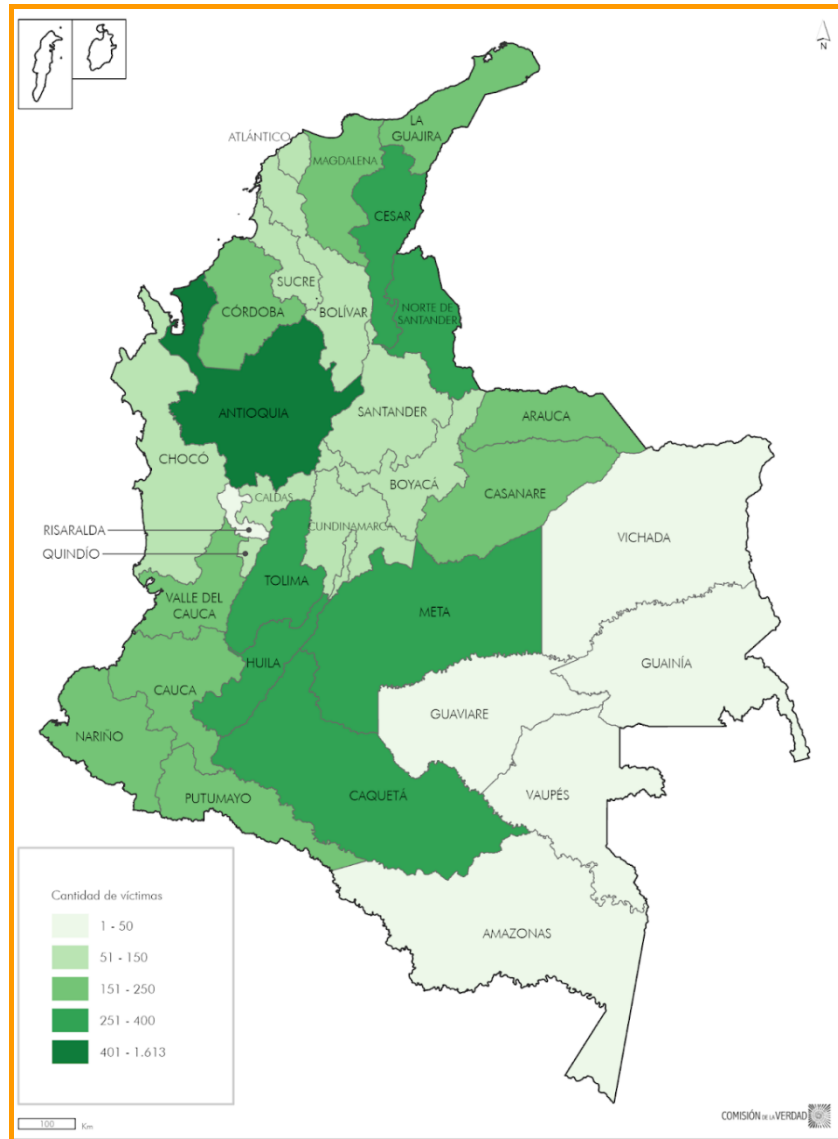 N
ATLÁNTICO
LA
GUAJIRA
MAGDALENA
CESAR
SUCRE
CÓRDOBA
BOLÍVAR
NORTE DE
SANTANDER
ANTIOQUIA
SANTANDER
ARAUCA
CHOCÓ
BOYACÁ
CASANARE
CALDAS
RISARALDA
CUNDINAMARCA
VICHADA
QUINDÍO
TOLIMA
VALLE DEL
CAUCA
META
GUAINÍA
HUILA
CAUCA
GUAVIARE
NARIÑO
PUTUMAYO
CAQUETÁ
VAUPÉS
AMAZONAS
Cantidad de víctimas
1 - 50
51 - 150
151 - 250
251 - 400
401 - 1.613
100 Km
COMISIÓN DE LA VERDAD